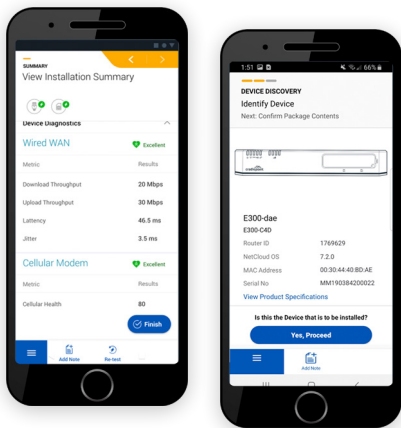 SUMMARY
View Installation Summary
Device Diagnostics
Wired WAN
Excellent
Metric Results
Download Throughput 20 Mbps
Upload Throughput 30 Mbps
Lattency 46.5 ms
Jitter 3.5 ms
Cellular Modem
Excellent
Metric Results
Cellular Health 80
Finish
Add Note Re-test
1:51 66%
DEVICE DISCOVERY
Identify Device
Next: Confirm Package Contents
cradlepoint
E300-dae
E300-C4D
Router ID 1769629
NetCloud OS 7.2.0
MAC Address 00:30:44:40:BD:AE
Serial No MM190384200022
View Product Specifications
Is this the Device that is to be installed?
Yes, Proceed
Add Note